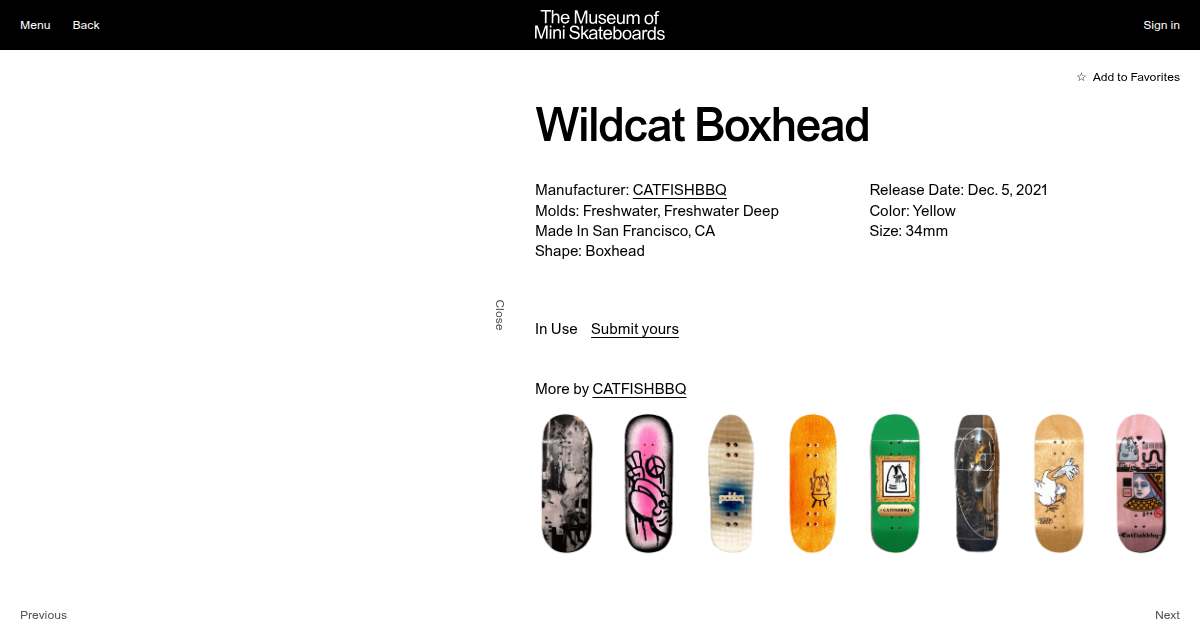 Menu
Back
The Museum of
Mini Skateboards
Sign in
☆ Add to Favorites
Wildcat Boxhead
Manufacturer: CATFISHBBQ
Molds: Freshwater, Freshwater Deep
Made In San Francisco, CA
Shape: Boxhead
Release Date: Dec. 5, 2021
Color: Yellow
Size: 34mm
Close
In Use Submit yours
More by CATFISHBBQ
CATFISHBBQ
Catfishbbq
Previous
Next